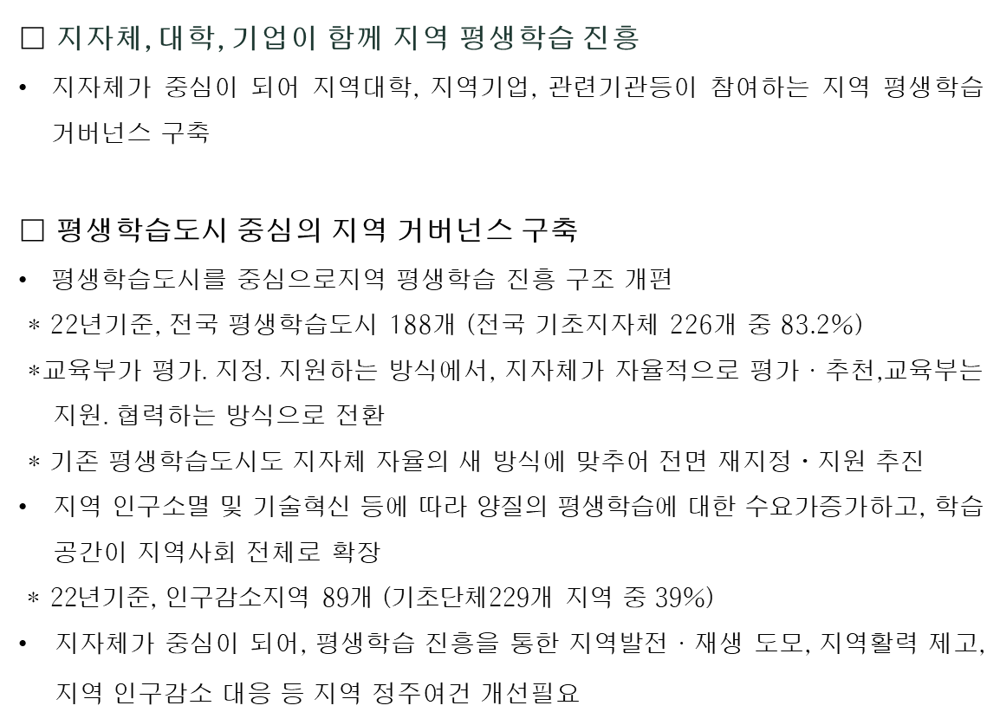 □ 지자체, 대학, 기업이 함께 지역 평생학습 진흥
• 지자체가 중심이 되어 지역대학, 지역기업, 관련기관등이 참여하는 지역 평생학습
거버넌스 구축
□ 평생학습도시 중심의 지역 거버넌스 구축
• 평생학습도시를 중심으로지역 평생학습 진흥 구조 개편
* 22년기준, 전국 평생학습도시 188개 (전국 기초지자체 226개 중 83.2%)
*교육부가 평가. 지정. 지원하는 방식에서, 지자체가 자율적으로 평가 · 추천,교육부는
지원. 협력하는 방식으로 전환
* 기존 평생학습도시도 지자체 자율의 새 방식에 맞추어 전면 재지정・지원 추진
• 지역 인구소멸 및 기술혁신 등에 따라 양질의 평생학습에 대한 수요가증가하고, 학습
공간이 지역사회 전체로 확장
* 22년기준, 인구감소지역 89개 (기초단체229개 지역 중 39%)
• 지자체가 중심이 되어, 평생학습 진흥을 통한 지역발전 · 재생 도모, 지역활력 제고,
지역 인구감소 대응 등 지역 정주여건 개선필요